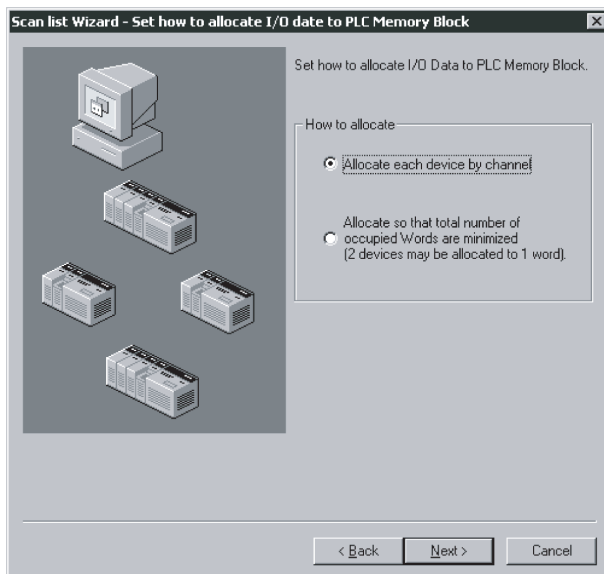 Scan list Wizard - Set how to allocate I/O date to PLC Memory Block
Set how to allocate I/O Data to PLC Memory Block.
How to allocate
Allocate each device by channel
Allocate so that total number of
occupied Words are minimized
(2 devices may be allocated to 1 word).
< Back
Next >
Cancel